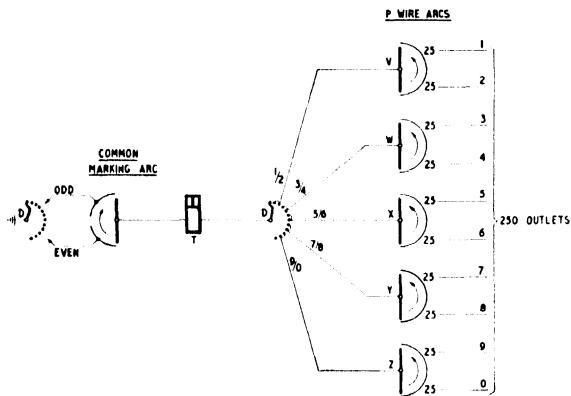 P WIRE ARCS
V
25
1
25
2
COMMON
MARKING ARC
ODD
D
EVEN
T
D
1/2
3/4
5/6
7/8
9/0
W
25
3
25
4
X
25
5
25
6
250 OUTLETS
Y
25
7
25
8
Z
25
9
25
0